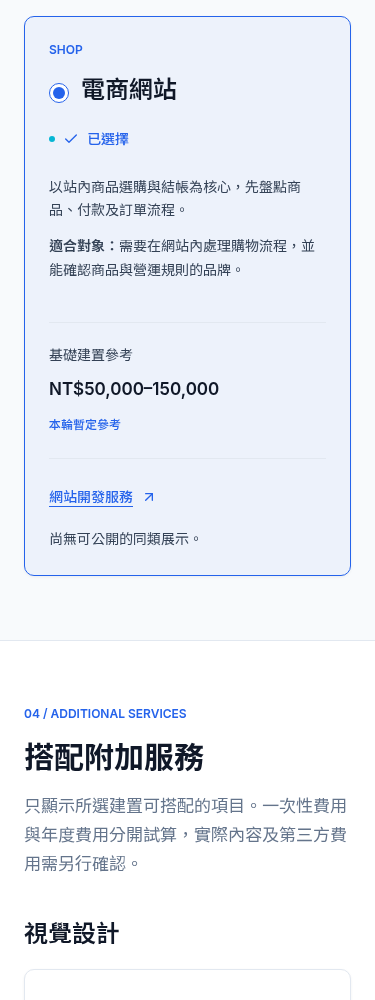 SHOP
電商網站
已選擇
以站內商品選購與結帳為核心，先盤點商
品、付款及訂單流程。
適合對象：需要在網站內處理購物流程，並
能確認商品與營運規則的品牌。
基礎建置參考
NT$50,000–150,000
本輪暫定參考
網站開發服務
尚無可公開的同類展示。
04 / ADDITIONAL SERVICES
搭配附加服務
只顯示所選建置可搭配的項目。一次性費用
與年度費用分開試算，實際內容及第三方費
用需另行確認。
視覺設計